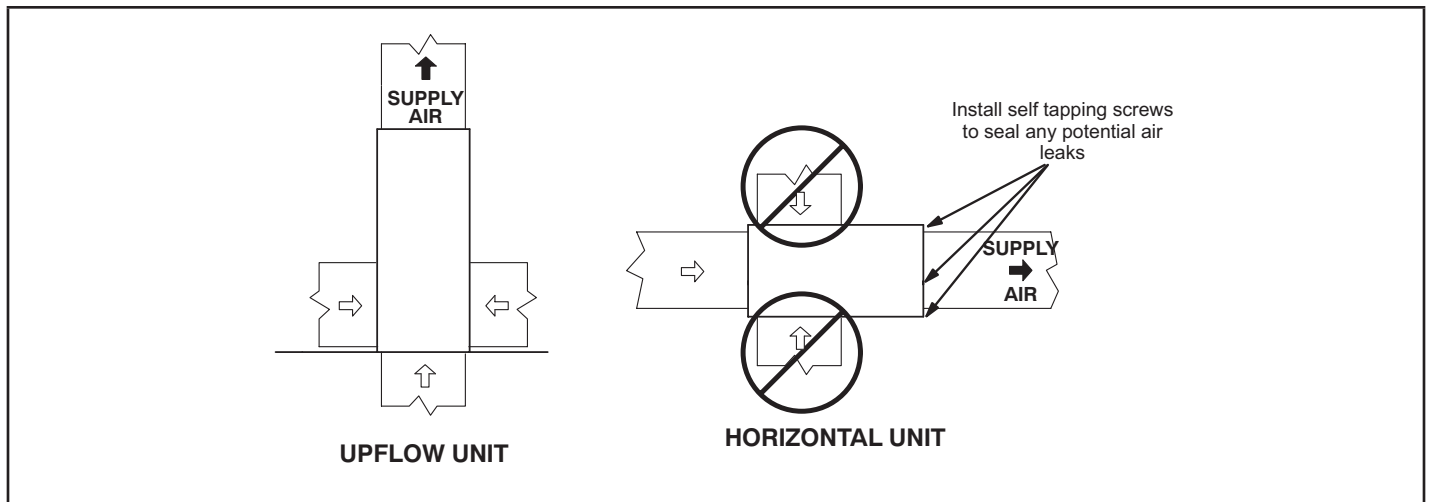 SUPPLY
AIR
UPFLOW UNIT
Install self tapping screws
to seal any potential air
leaks
SUPPLY
AIR
HORIZONTAL UNIT